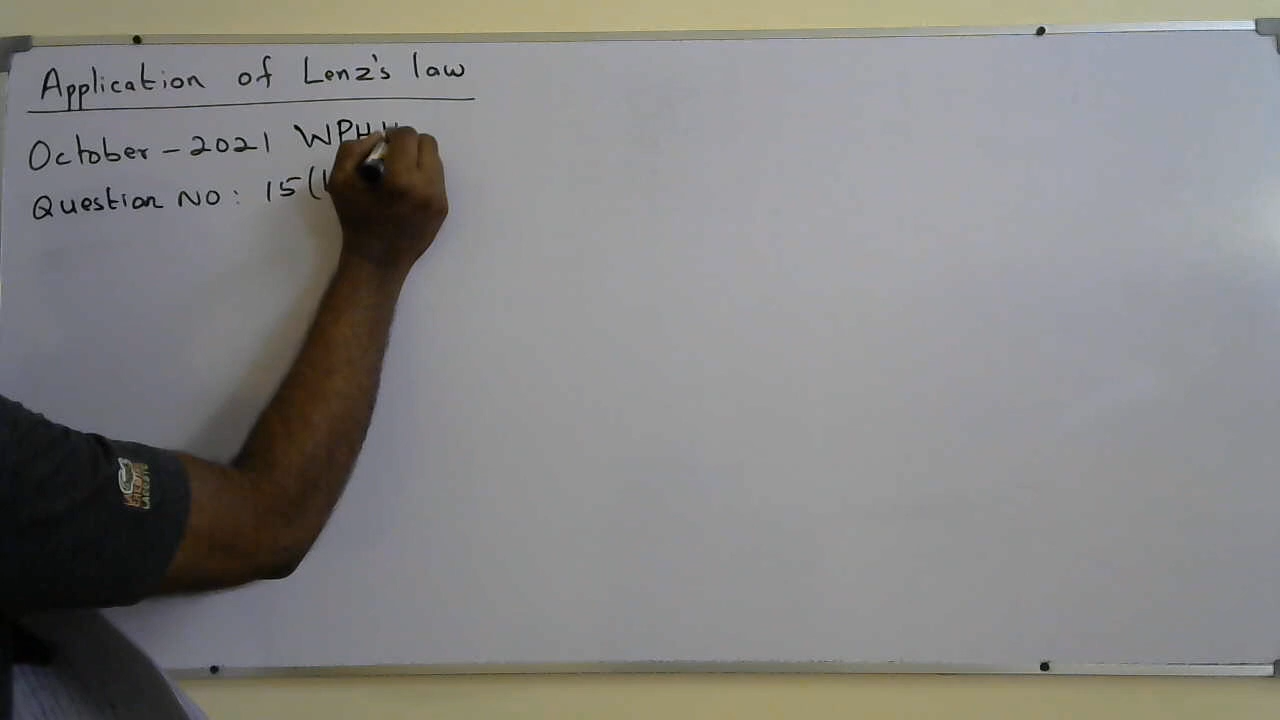 Application of Lenz's law
October - 2021 WPH
Question No: 15(